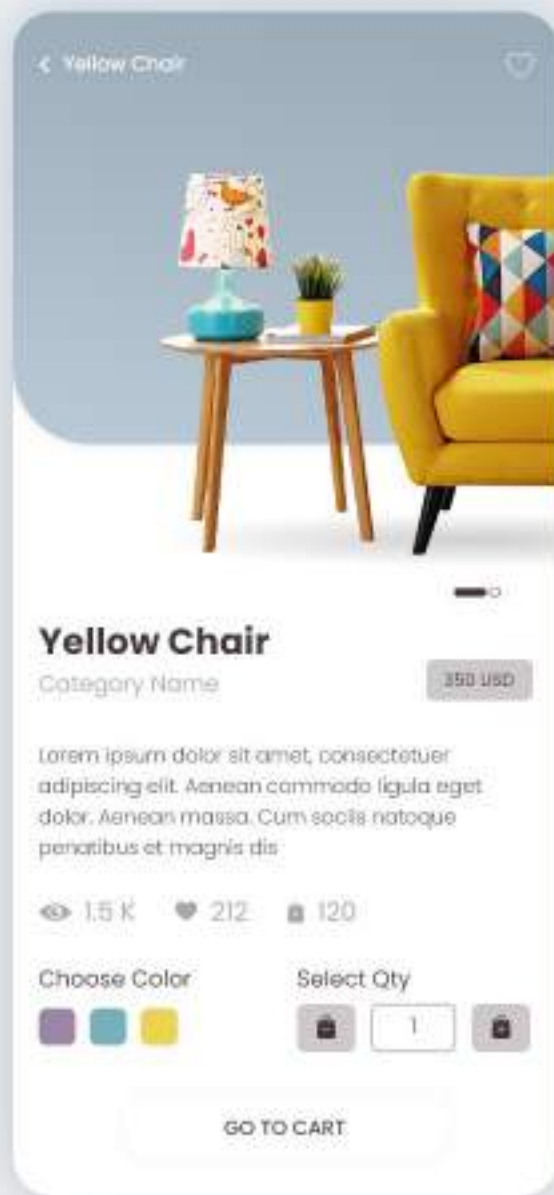 Yellow Chair
Yellow Chair
Category Name
350 USD
Lorem ipsum dolor sit amet, consectetuer
adipiscing elit. Aenean commodo ligula eget
dolor. Aenean massa. Cum sociis natoque
penatibus et magnis dis
1.5 K 212 120
Choose Color Select Qty
1
GO TO CART